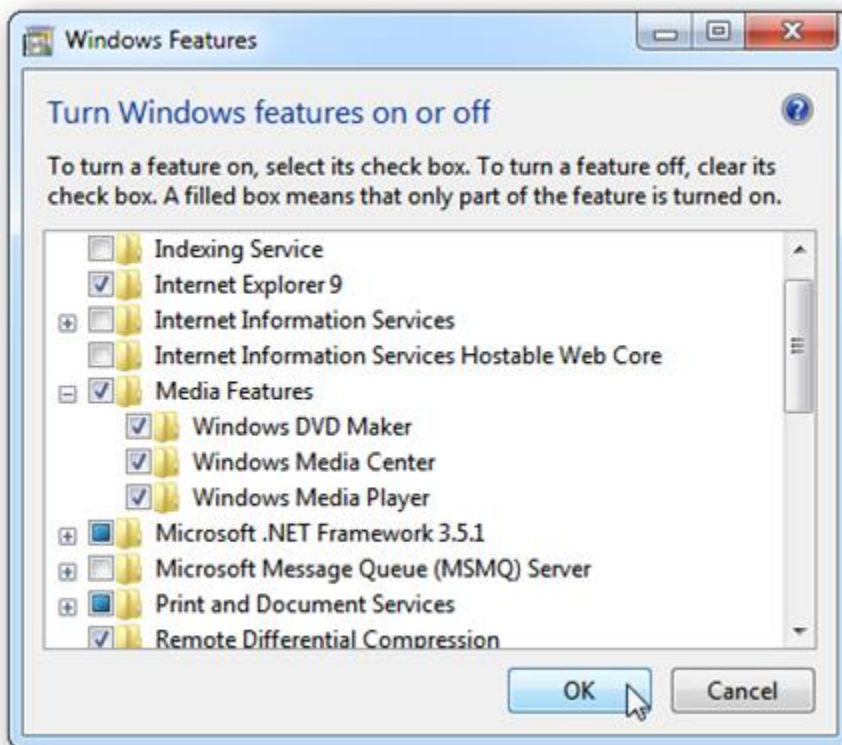 Windows Features
Turn Windows features on or off
To turn a feature on, select its check box. To turn a feature off, clear its
check box. A filled box means that only part of the feature is turned on.
Indexing Service
Internet Explorer 9
Internet Information Services
Internet Information Services Hostable Web Core
Media Features
Windows DVD Maker
Windows Media Center
Windows Media Player
Microsoft .NET Framework 3.5.1
Microsoft Message Queue (MSMQ) Server
Print and Document Services
Remote Differential Compression
OK
Cancel